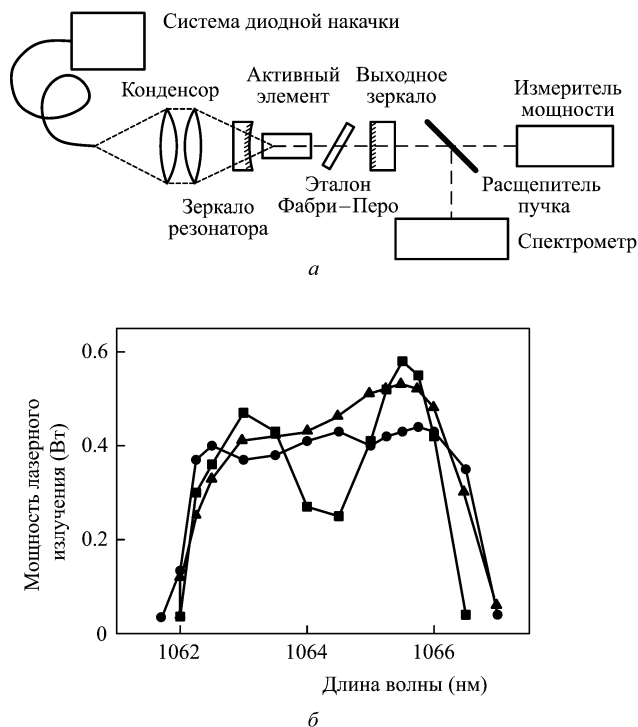 Система диодной накачки
Конденсор
Активный
элемент
Выходное
зеркало
Измеритель
мощности
Зеркало
резонатора
Эталон
Фабри–Перо
Расщепитель
пучка
Спектрометр
а
Мощность лазерного
излучения (Вт)
0.6
0.4
0.2
0
1062
1064
1066
Длина волны (нм)
б